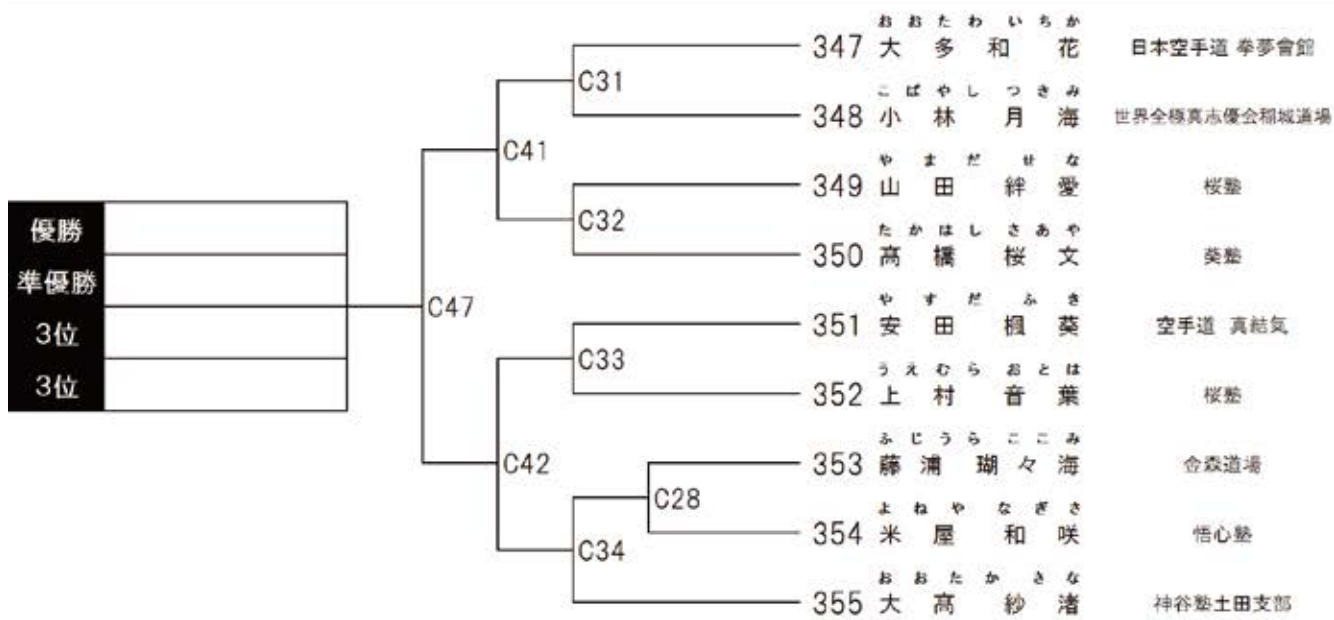 おおたわ いちか
347 大多和 花 日本空手道 拳夢會館
C31
こばやし つきみ
348 小林 月海 世界全極真志優会稲城道場
C41
やまだ せな
349 山田 絆愛 桜塾
C32
たかはし さあや
350 髙橋 桜文 葵塾
優勝
準優勝
3位
3位
C47
やすだ ふき
351 安田 楓葵 空手道 真結気
C33
うえむら おとは
352 上村 音葉 桜塾
C42
ふじうら ここみ
353 藤浦 瑚々海 金森道場
C28
よねや なぎさ
354 米屋 和咲 悟心塾
C34
おおたか さな
355 大髙 紗渚 神谷塾土田支部